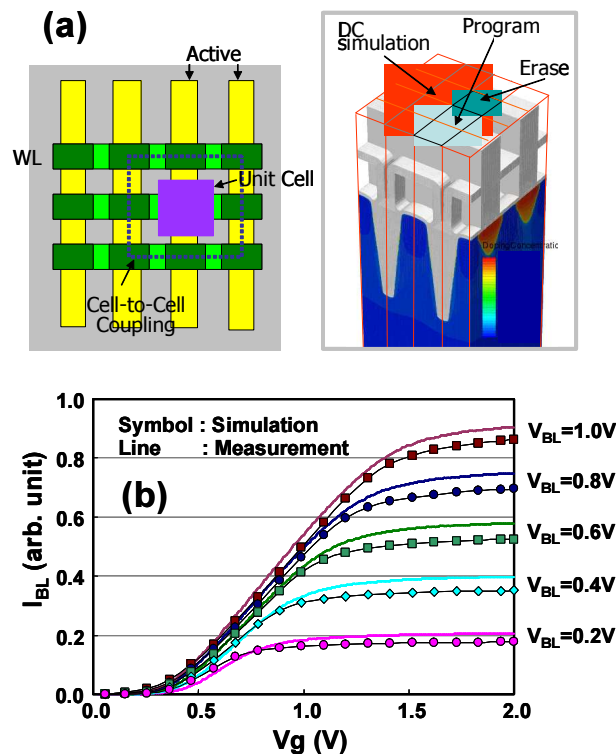 (a)
Active
WL
Unit Cell
Cell-to-Cell
Coupling
DC
simulation
Program
Erase
DopingConcentratic
(b)
Symbol : Simulation
Line : Measurement
I_BL (arb. unit)
1.0
0.8
0.6
0.4
0.2
0.0
0.0 0.5 1.0 1.5 2.0
Vg (V)
V_BL=1.0V
V_BL=0.8V
V_BL=0.6V
V_BL=0.4V
V_BL=0.2V